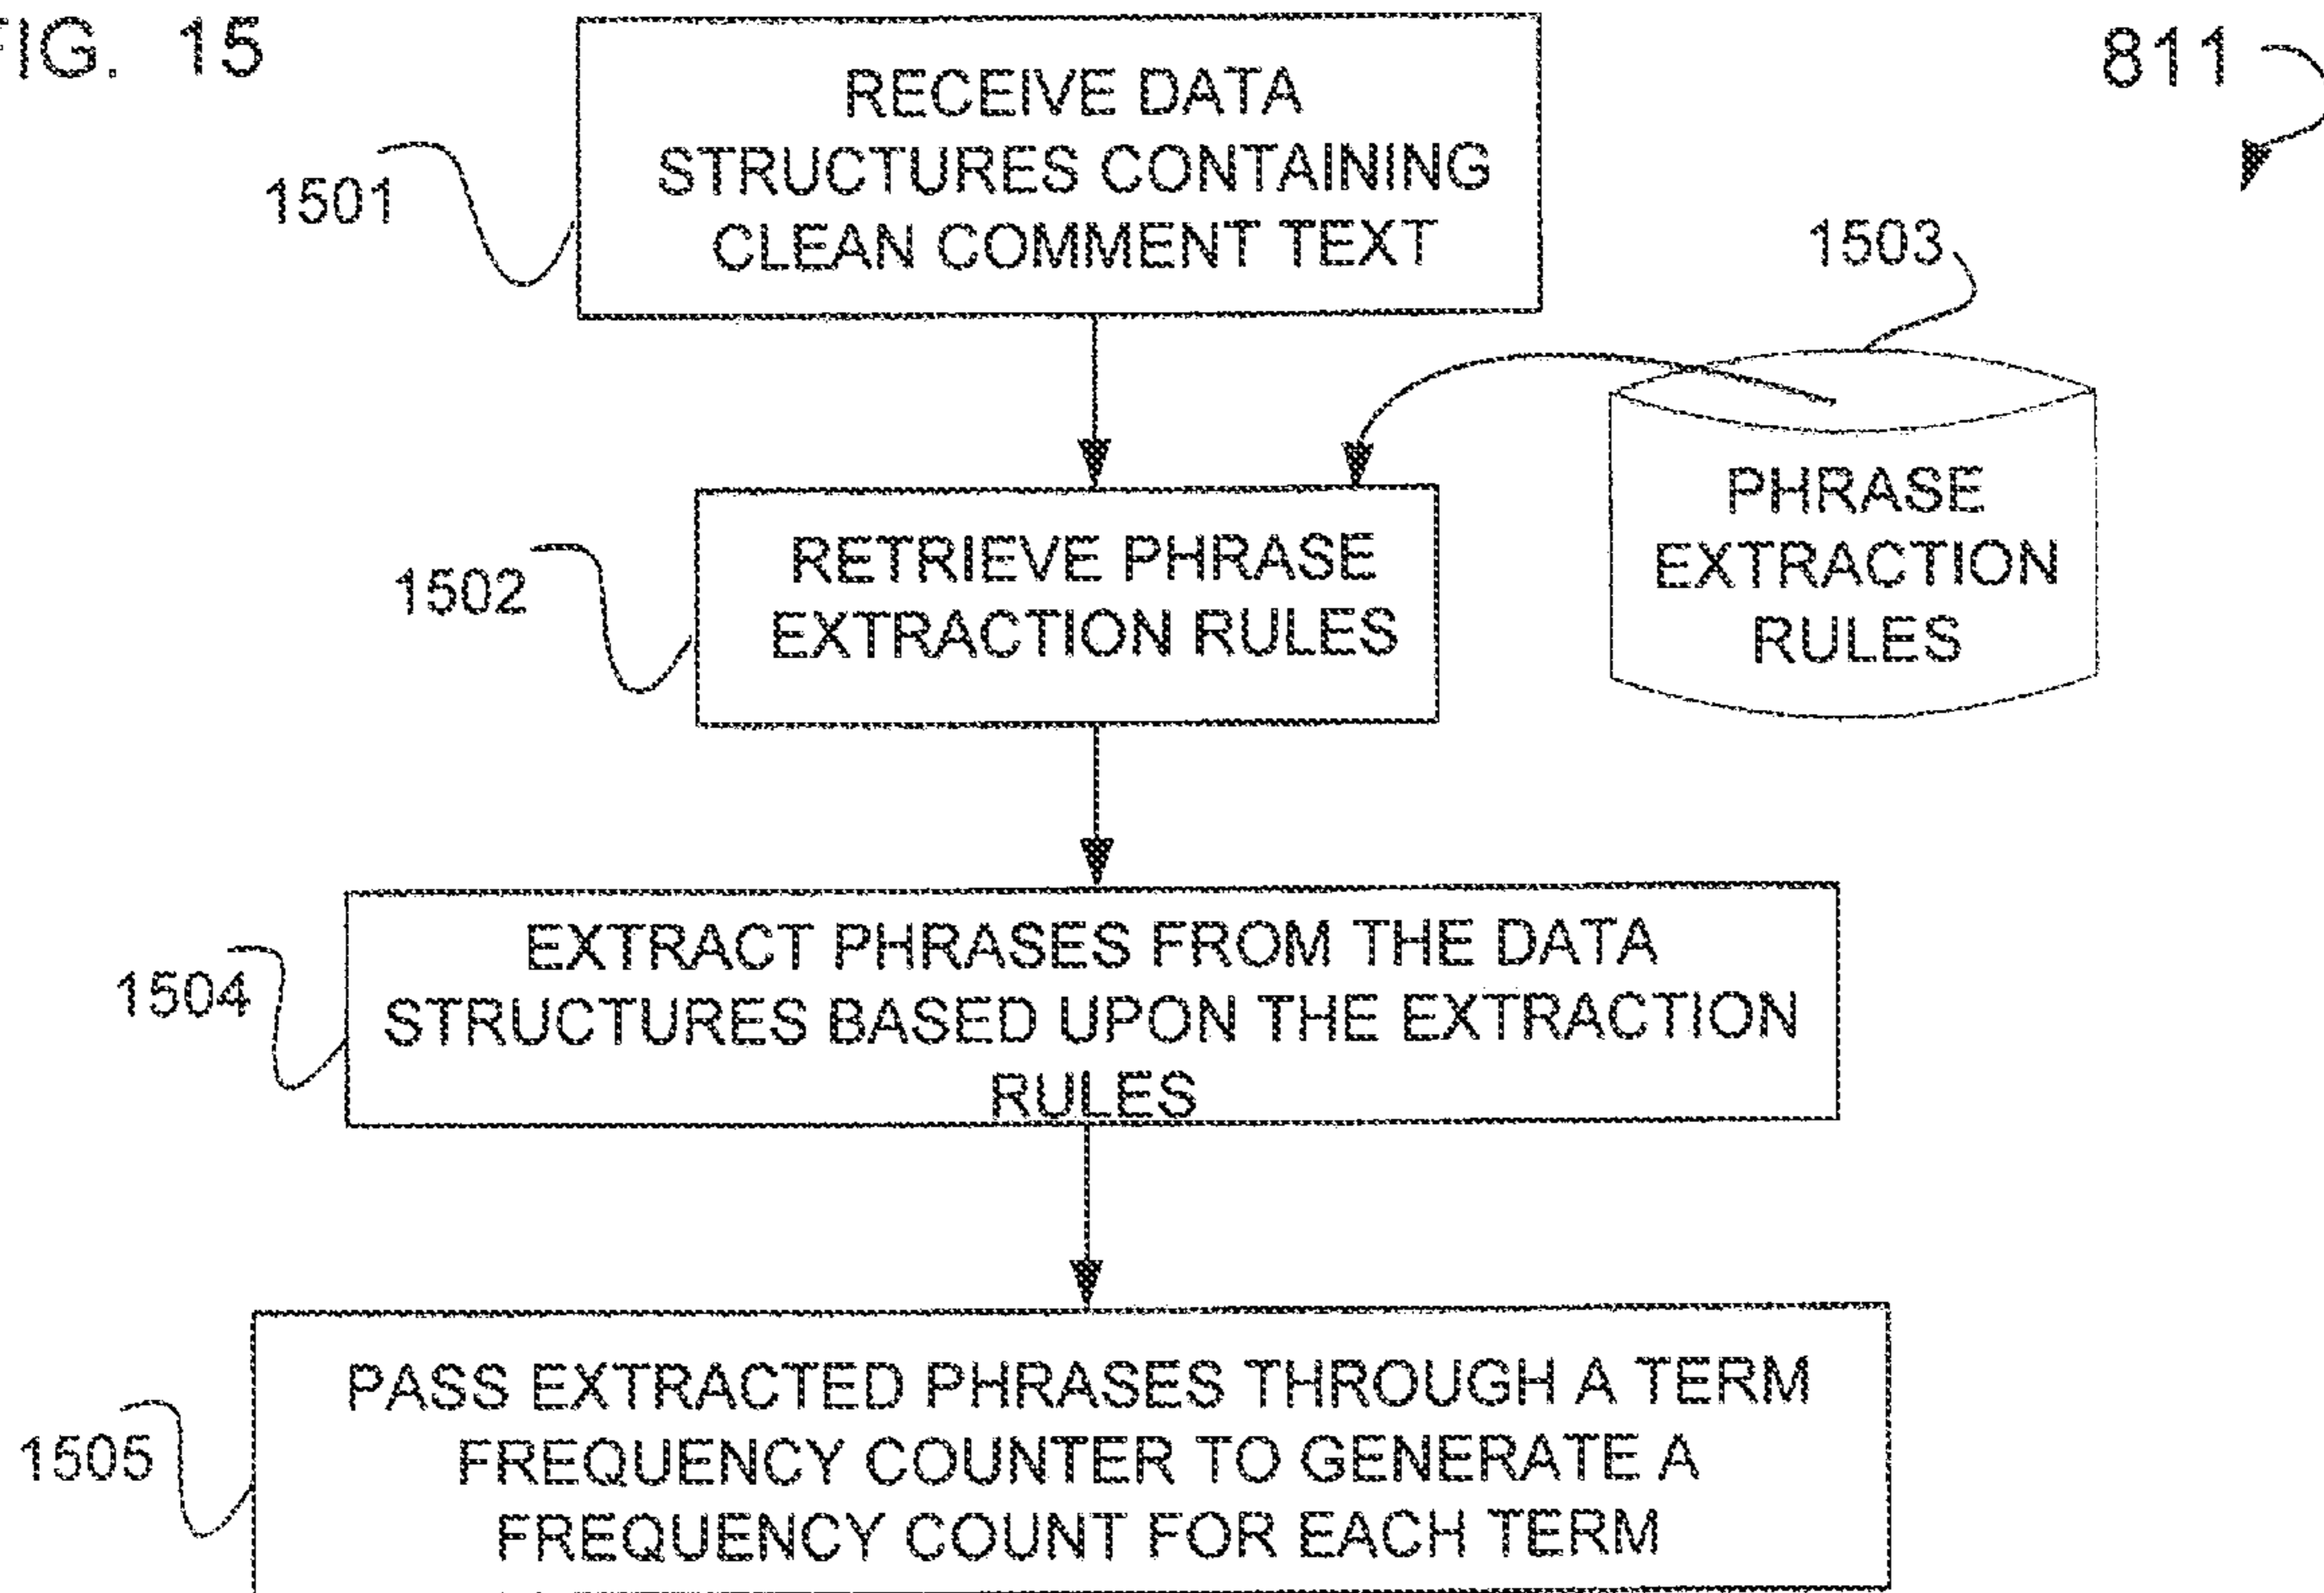 FIG. 15
811
RECEIVE DATA
STRUCTURES CONTAINING
CLEAN COMMENT TEXT
1501
1503
RETRIEVE PHRASE
EXTRACTION RULES
1502
PHRASE
EXTRACTION
RULES
EXTRACT PHRASES FROM THE DATA
STRUCTURES BASED UPON THE EXTRACTION
RULES
1504
PASS EXTRACTED PHRASES THROUGH A TERM
FREQUENCY COUNTER TO GENERATE A
FREQUENCY COUNT FOR EACH TERM
1505